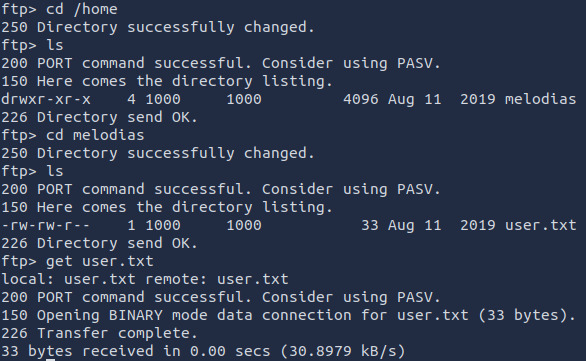 ftp> cd /home
250 Directory successfully changed.
ftp> ls
200 PORT command successful. Consider using PASV.
150 Here comes the directory listing.
drwxr-xr-x    4 1000     1000         4096 Aug 11  2019 melodias
226 Directory send OK.
ftp> cd melodias
250 Directory successfully changed.
ftp> ls
200 PORT command successful. Consider using PASV.
150 Here comes the directory listing.
-rw-rw-r--    1 1000     1000           33 Aug 11  2019 user.txt
226 Directory send OK.
ftp> get user.txt
local: user.txt remote: user.txt
200 PORT command successful. Consider using PASV.
150 Opening BINARY mode data connection for user.txt (33 bytes).
226 Transfer complete.
33 bytes received in 0.00 secs (30.8979 kB/s)